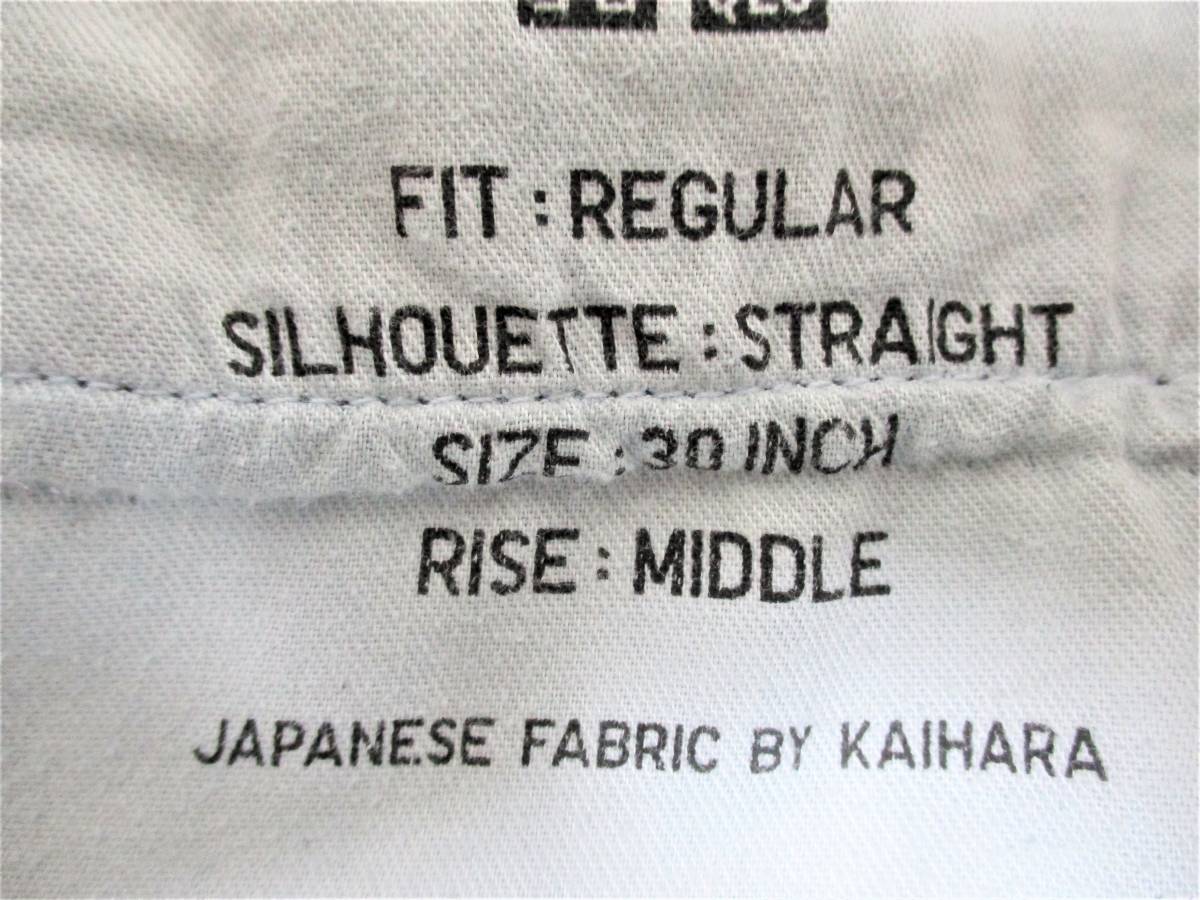 FIT : REGULAR
SILHOUETTE : STRAIGHT
SIZE : 30 INCH
RISE : MIDDLE
JAPANESE FABRIC BY KAIHARA